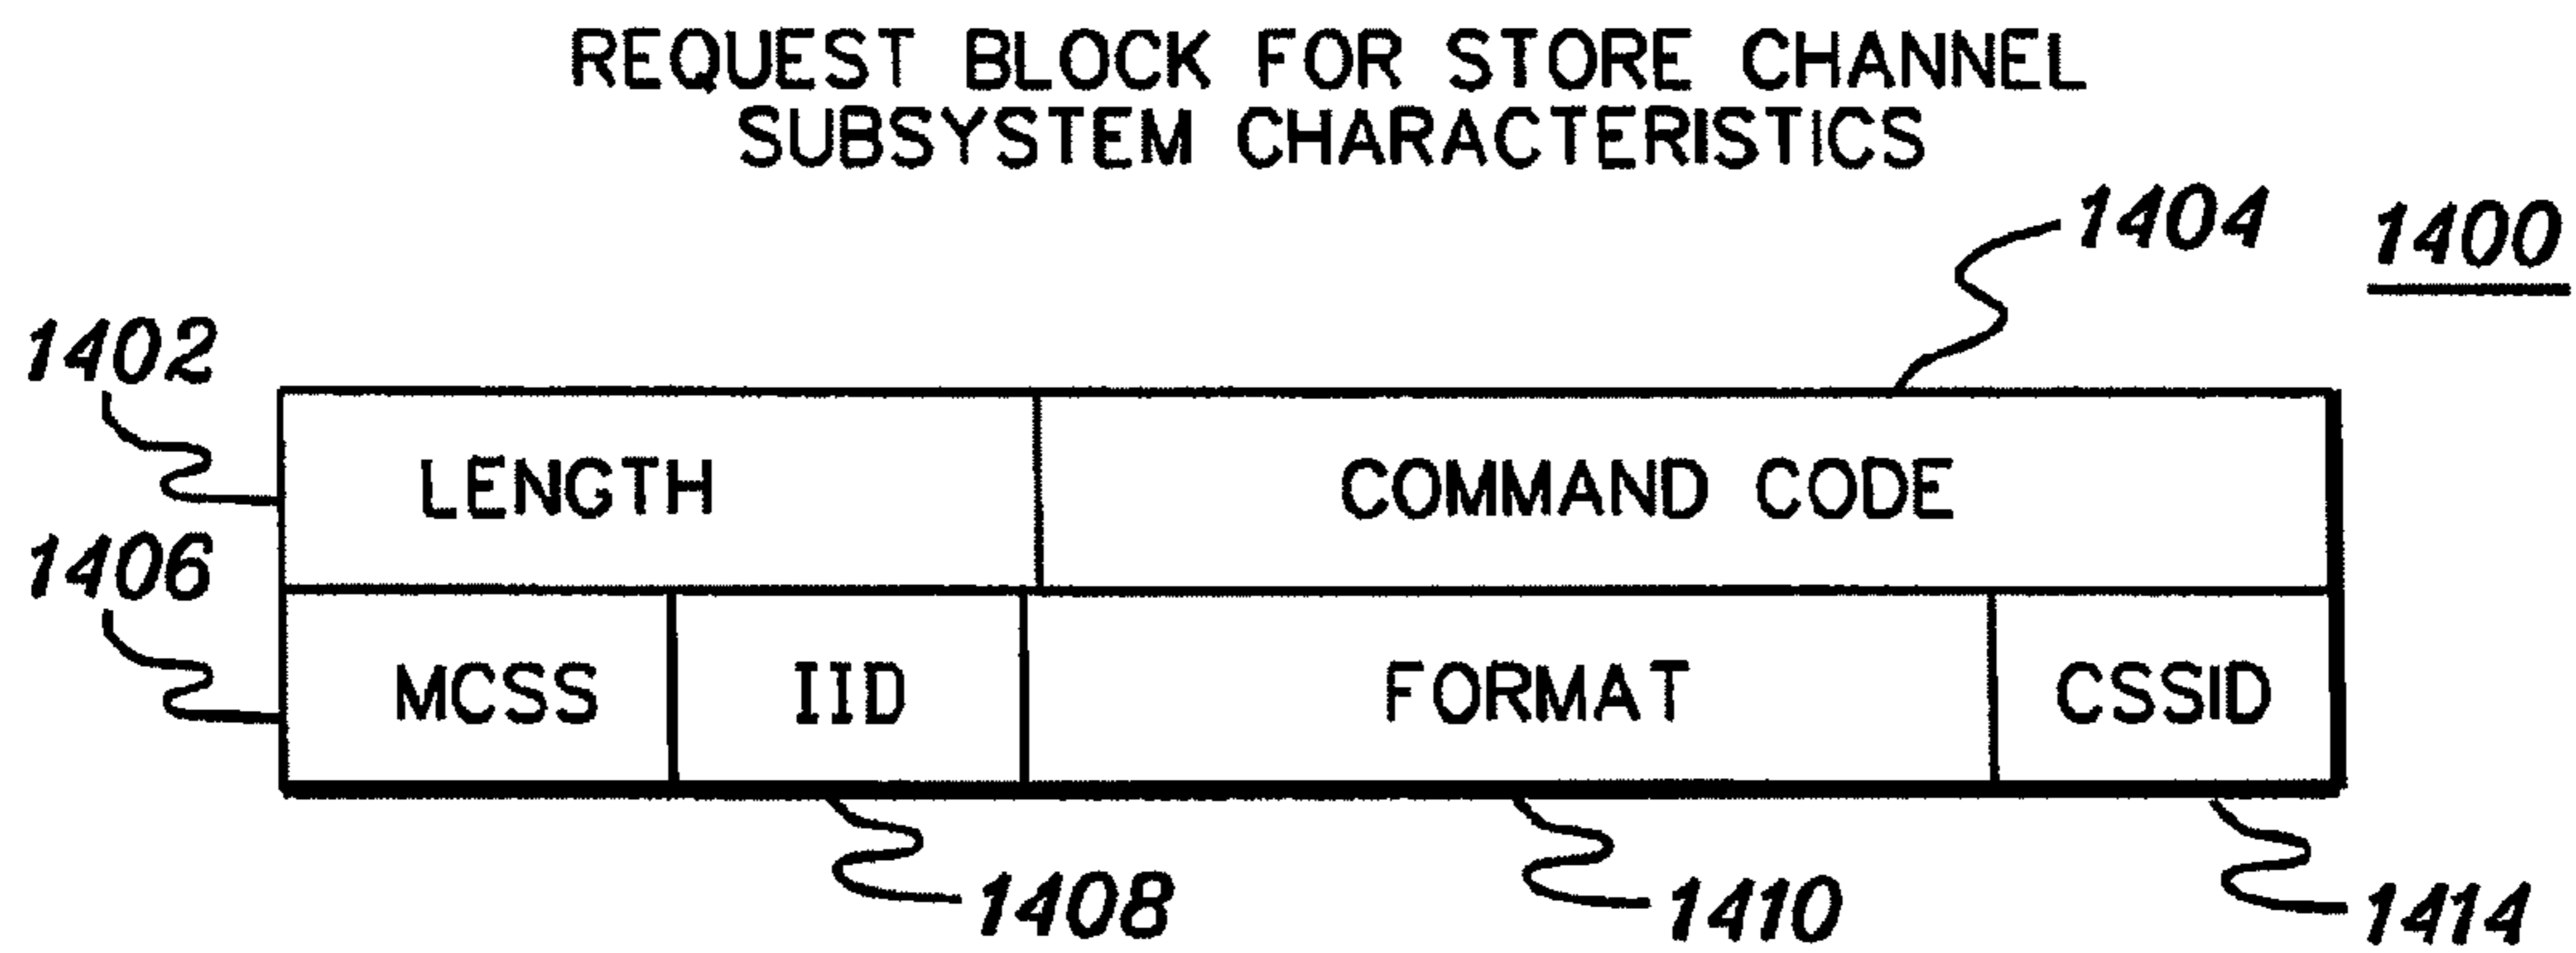 REQUEST BLOCK FOR STORE CHANNEL
SUBSYSTEM CHARACTERISTICS
1404
1400
1402
LENGTH COMMAND CODE
1406
MCSS IID FORMAT CSSID
1408
1410
1414